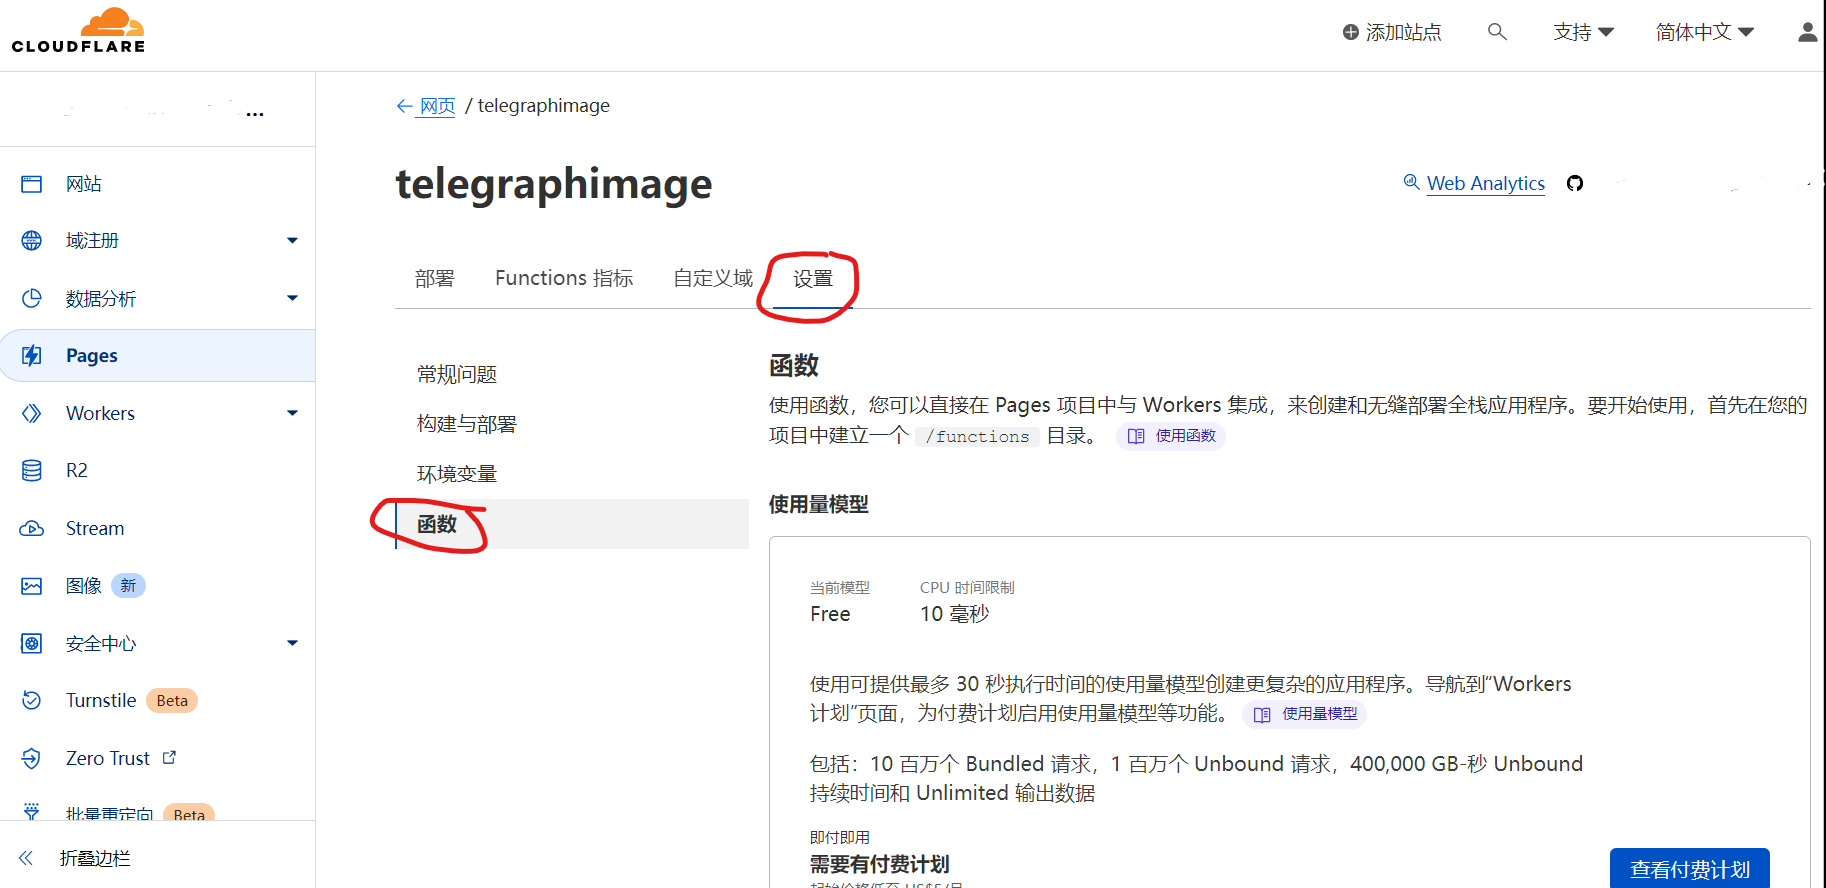 CLOUDFLARE
添加站点
支持
简体中文
...
← 网页 / telegraphimage
telegraphimage
Web Analytics
网站
域注册
数据分析
Pages
Workers
R2
Stream
图像 新
安全中心
Turnstile Beta
Zero Trust
批量重定向 Beta
折叠边栏
部署
Functions 指标
自定义域
设置
常规问题
构建与部署
环境变量
函数
函数
使用函数，您可以直接在 Pages 项目中与 Workers 集成，来创建和无缝部署全栈应用程序。要开始使用，首先在您的
项目中建立一个 /functions 目录。 使用函数
使用量模型
当前模型
Free
CPU 时间限制
10 毫秒
使用可提供最多 30 秒执行时间的使用量模型创建更复杂的应用程序。导航到“Workers
计划”页面，为付费计划启用使用量模型等功能。 使用量模型
包括：10 百万个 Bundled 请求，1 百万个 Unbound 请求，400,000 GB-秒 Unbound
持续时间和 Unlimited 输出数据
即付即用
需要有付费计划
起始价格低至 US$5/月
查看付费计划